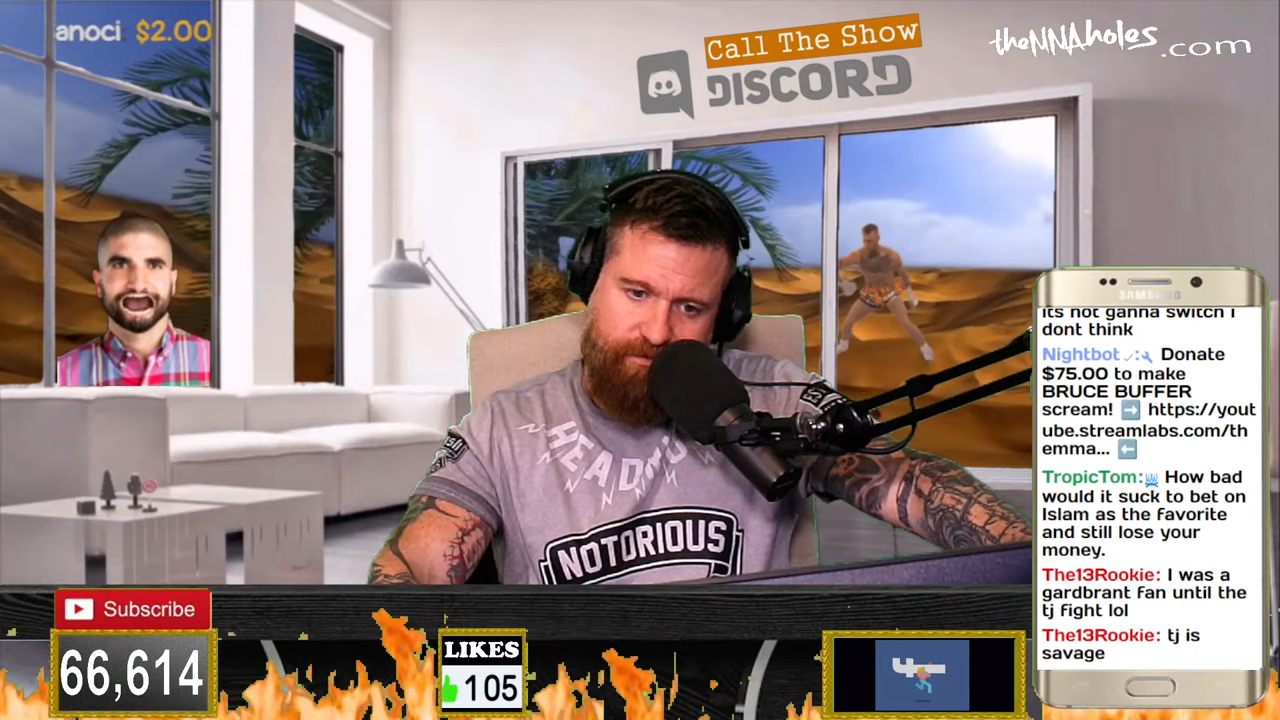 anoci $2.00
Call The Show
DISCORD
theMMAholes.com
SAMSUNG
its not ganna switch I
dont think
Nightbot Donate
$75.00 to make
BRUCE BUFFER
scream! ➡ https://yout
ube.streamlabs.com/th
emma... ⬅
TropicTom: How bad
would it suck to bet on
Islam as the favorite
and still lose your
money.
The13Rookie: I was a
gardbrant fan until the
tj fight lol
The13Rookie: tj is
savage
NOTORIOUS
Subscribe
66,614
LIKES
105